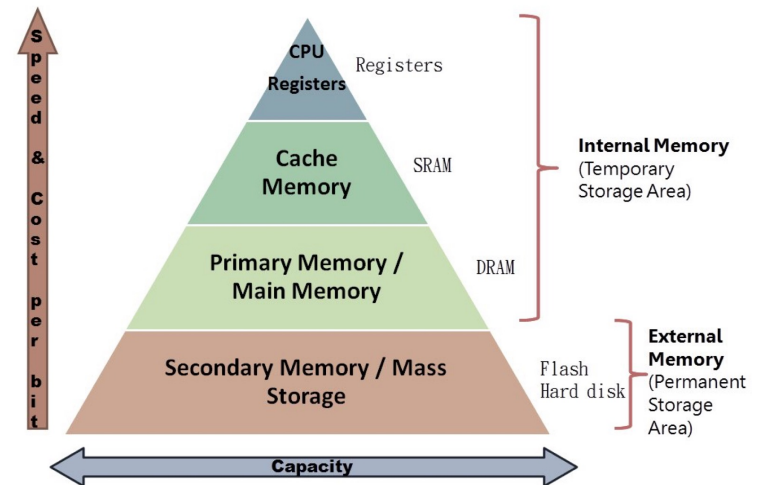 Speed & Cost per bit
CPU
Registers
Registers
Cache
Memory
SRAM
Primary Memory /
Main Memory
DRAM
Secondary Memory / Mass
Storage
Flash
Hard disk
Internal Memory
(Temporary
Storage Area)
External
Memory
(Permanent
Storage
Area)
Capacity